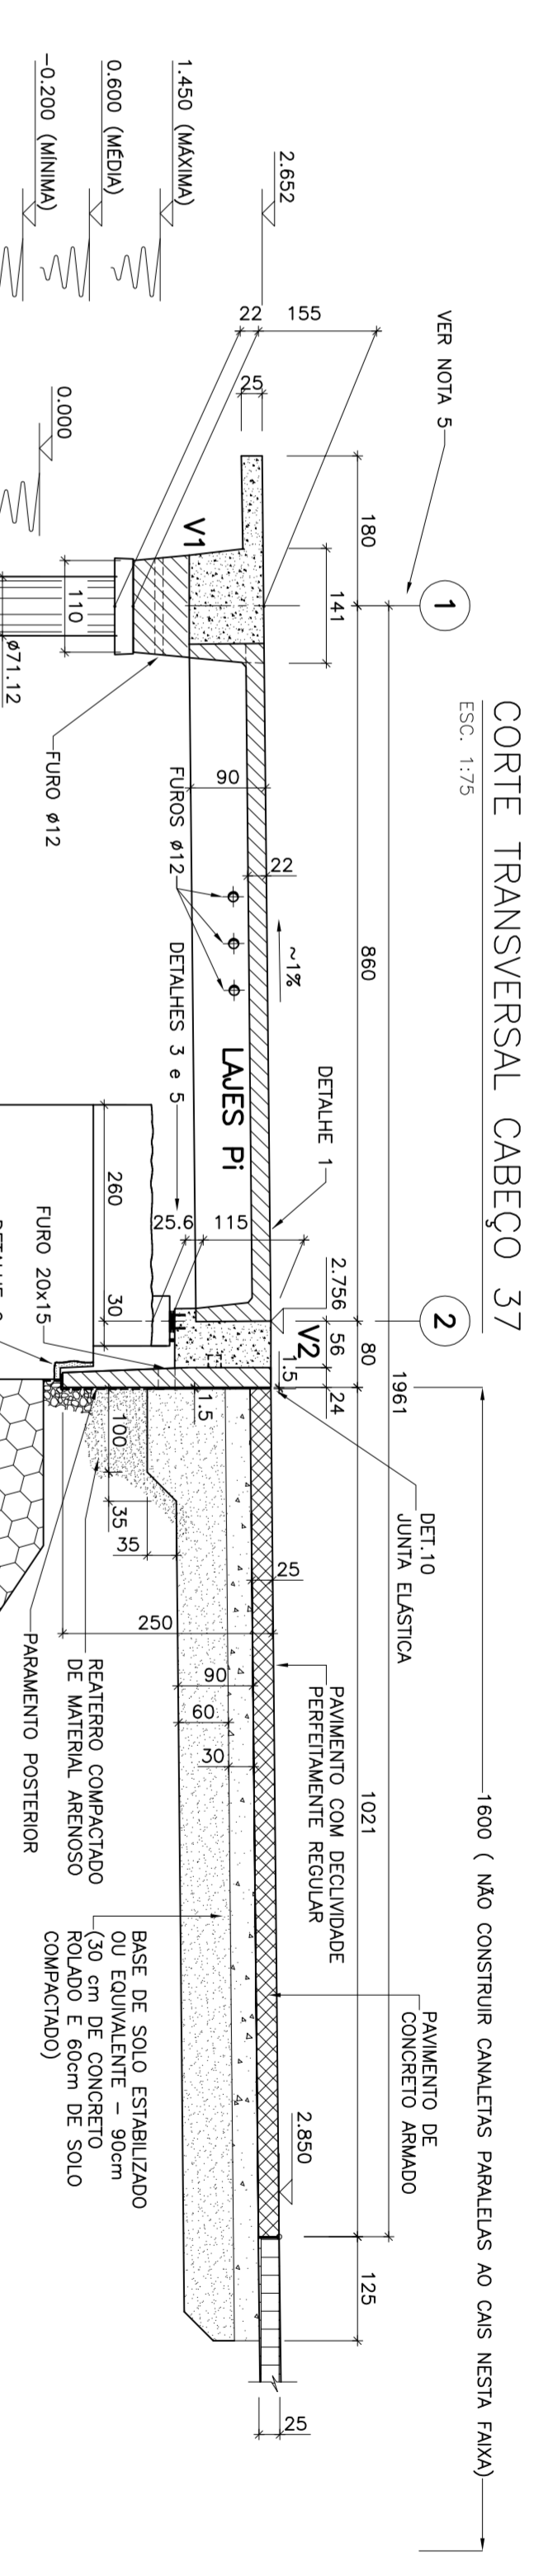 CORTE TRANSVERSAL CABEÇO 37
ESC. 1:75
1600 ( NÃO CONSTRUIR CANALETAS PARALELAS AO CAIS NESTA FAIXA)
VER NOTA 5
1
2
1961
180
860
80
1021
125
155
22
25
141
56
24
1.5
1.5
2.652
2.756
2.850
1.450 (MÁXIMA)
0.600 (MÉDIA)
-0.200 (MÍNIMA)
0.000
V1
V2
110
ø71.12
FURO ø12
90
22
FUROS ø12
~1%
LAJES Pi
DETALHE 1
DETALHES 3 e 5
25.6
115
260
30
FURO 20x15
DET.10
JUNTA ELÁSTICA
100
35
35
25
250
90
60
30
PAVIMENTO COM DECLIVIDADE
PERFEITAMENTE REGULAR
PAVIMENTO DE
CONCRETO ARMADO
REATERRO COMPACTADO
DE MATERIAL ARENOSO
PARAMENTO POSTERIOR
BASE DE SOLO ESTABILIZADO
OU EQUIVALENTE - 90cm
(30 cm DE CONCRETO
ROLADO E 60cm DE SOLO
COMPACTADO)
25